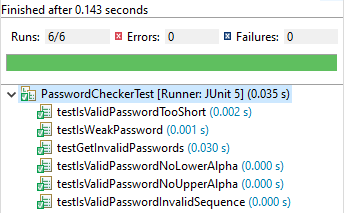 Finished after 0.143 seconds
Runs: 6/6 Errors: 0 Failures: 0
PasswordCheckerTest [Runner: JUnit 5] (0.035 s)
testIsValidPasswordTooShort (0.002 s)
testIsWeakPassword (0.001 s)
testGetInvalidPasswords (0.030 s)
testIsValidPasswordNoLowerAlpha (0.000 s)
testIsValidPasswordNoUpperAlpha (0.000 s)
testIsValidPasswordInvalidSequence (0.000 s)